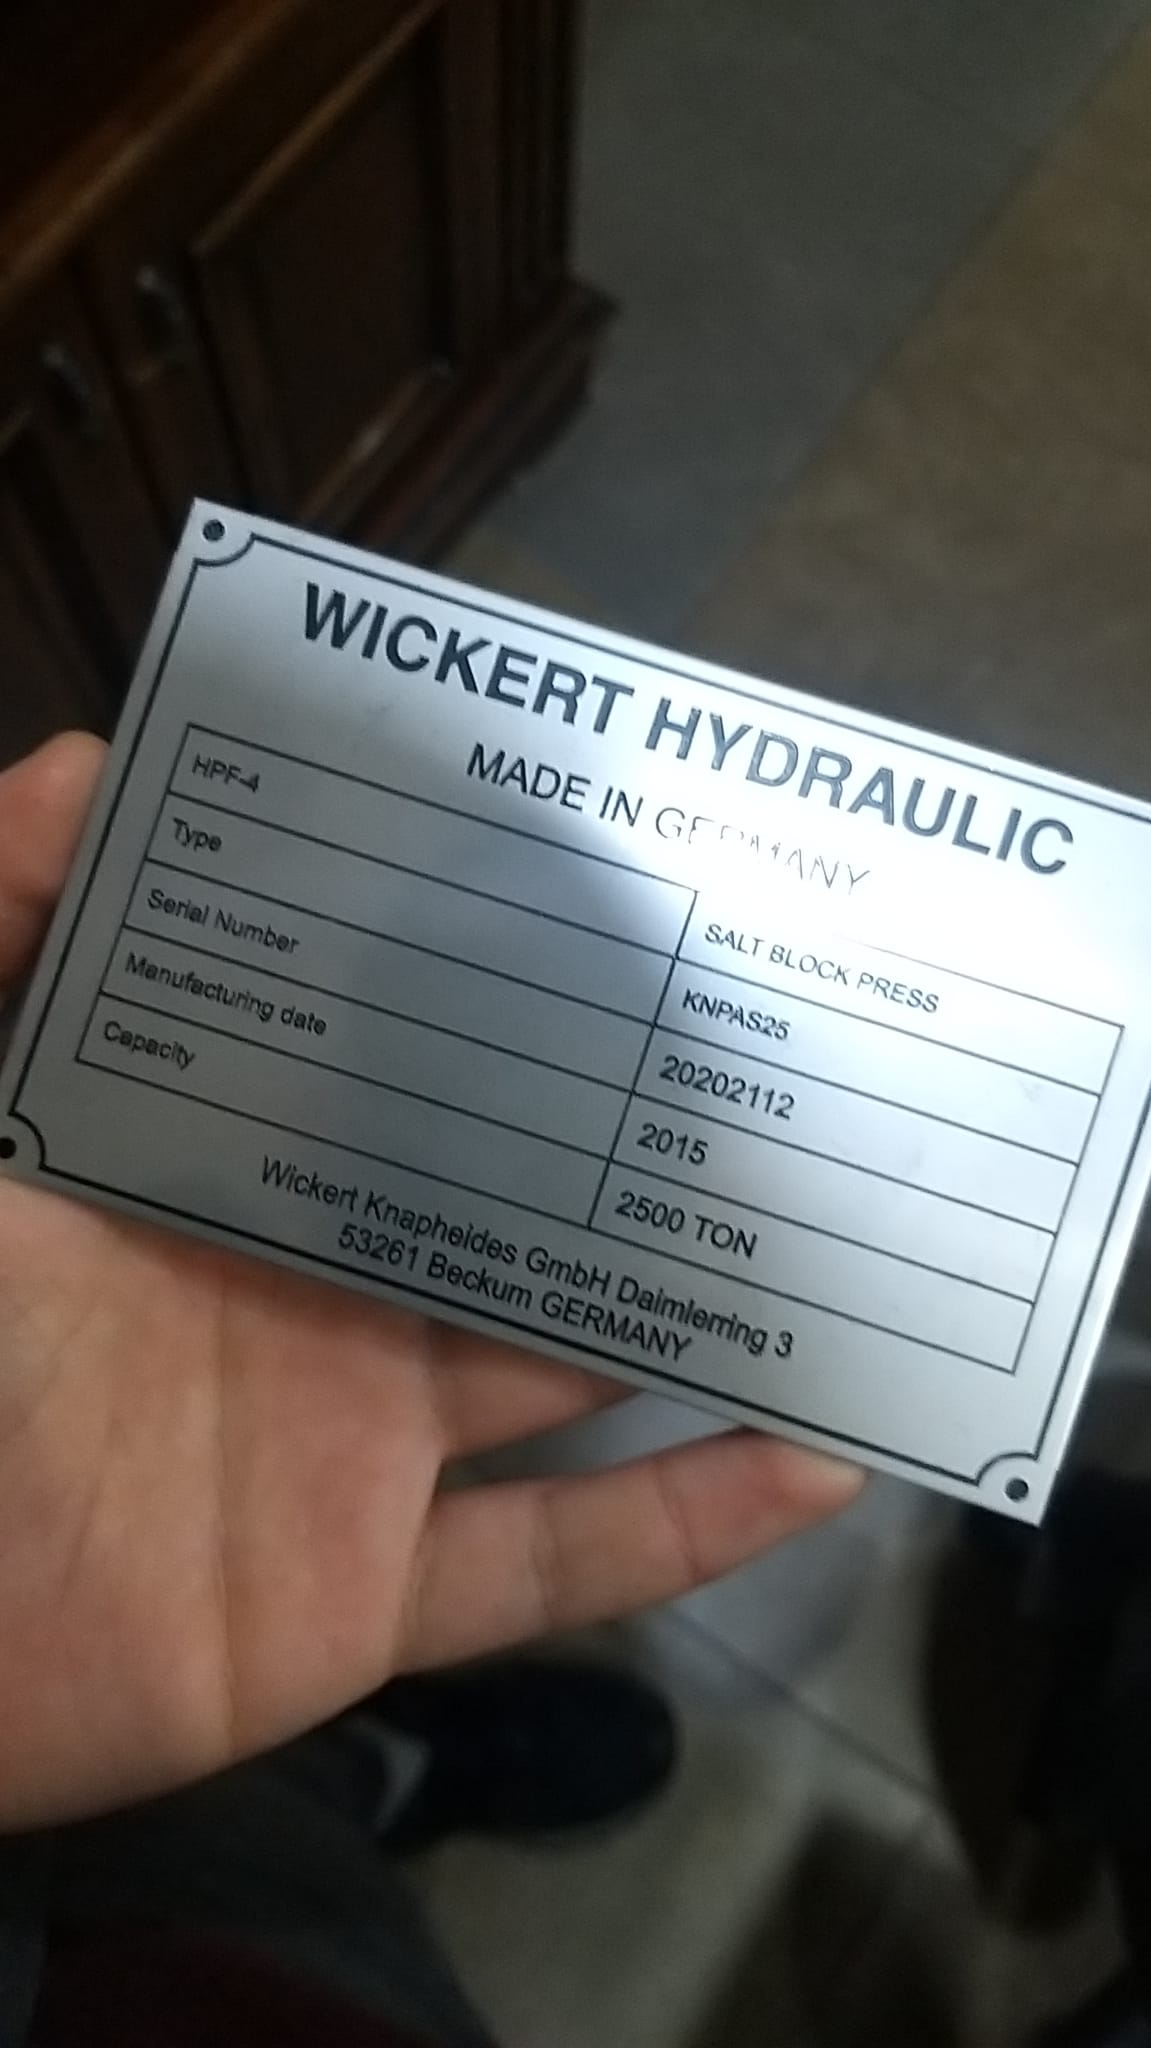 WICKERT HYDRAULIC
MADE IN GERMANY
HPF-4 SALT BLOCK PRESS
Type KNPAS25
Serial Number 20202112
Manufacturing date 2015
Capacity 2500 TON
Wickert Knapheides GmbH Daimlerring 3
53261 Beckum GERMANY